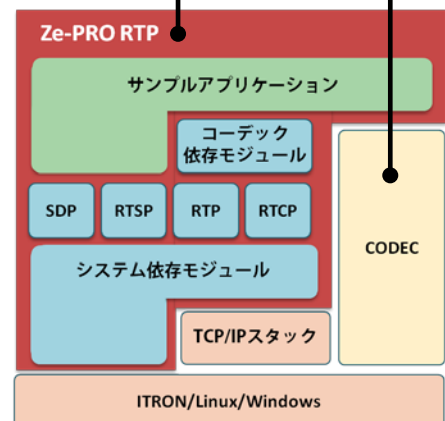 Ze-PRO RTP
サンプルアプリケーション
コーデック
依存モジュール
SDP
RTSP
RTP
RTCP
CODEC
システム依存モジュール
TCP/IPスタック
ITRON/Linux/Windows